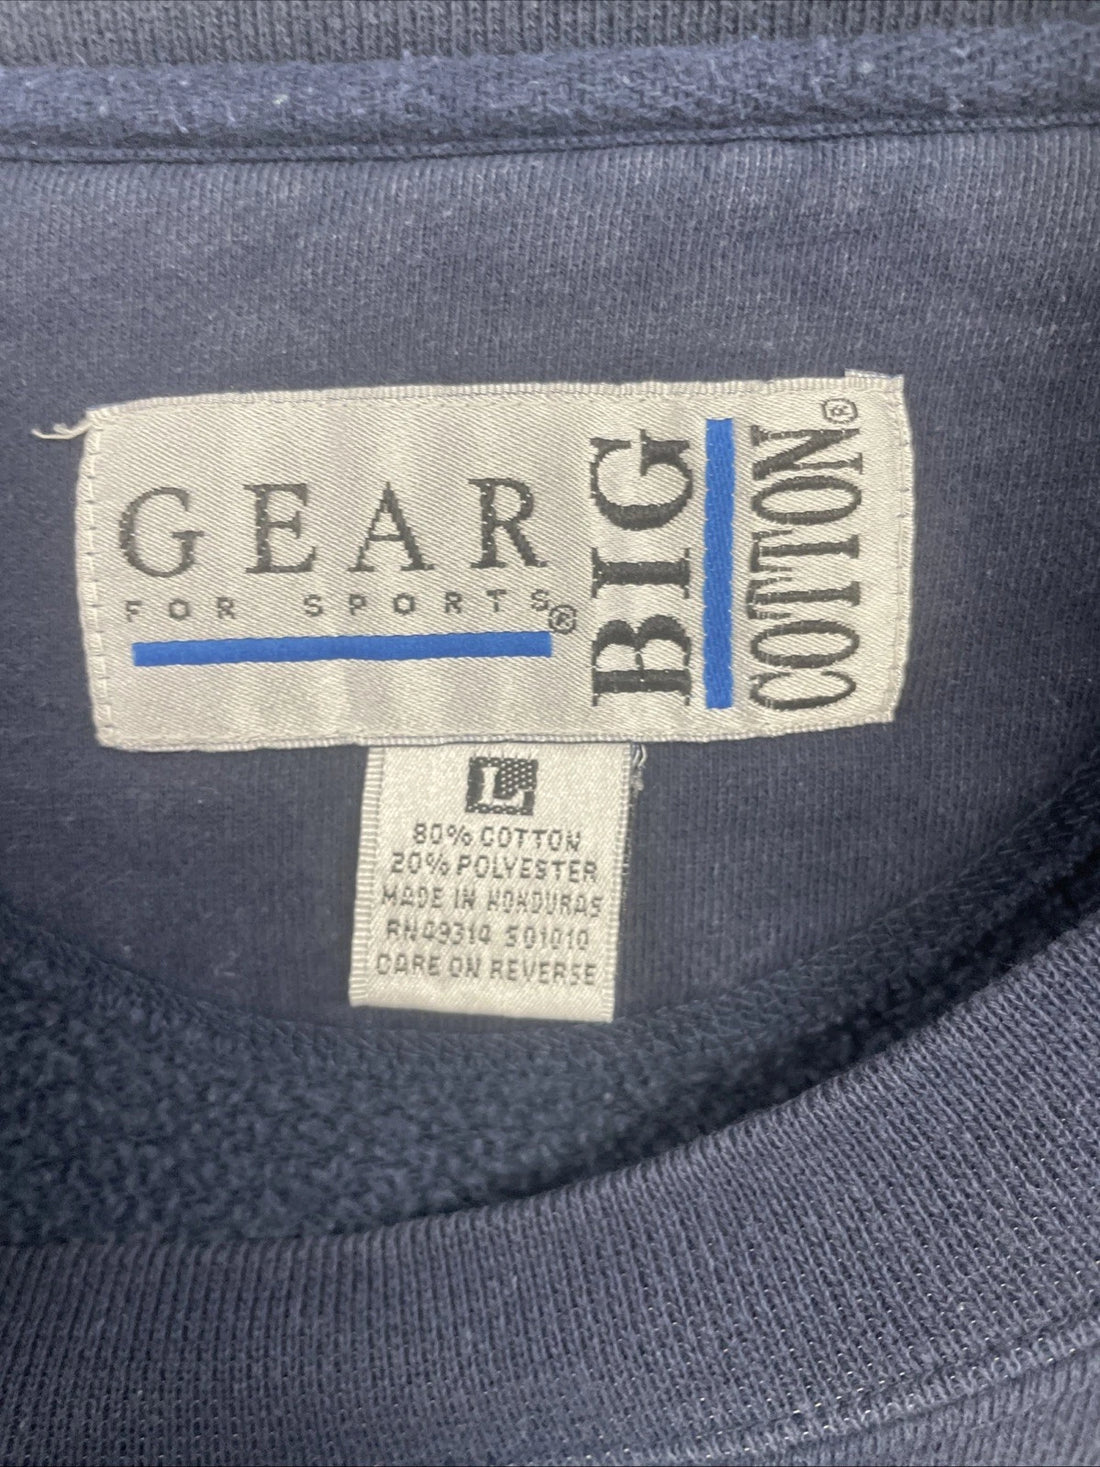 GEAR
FOR SPORTS®
BIG
COTTON®
L
80% COTTON
20% POLYESTER
MADE IN HONDURAS
RN49314 S01010
CARE ON REVERSE